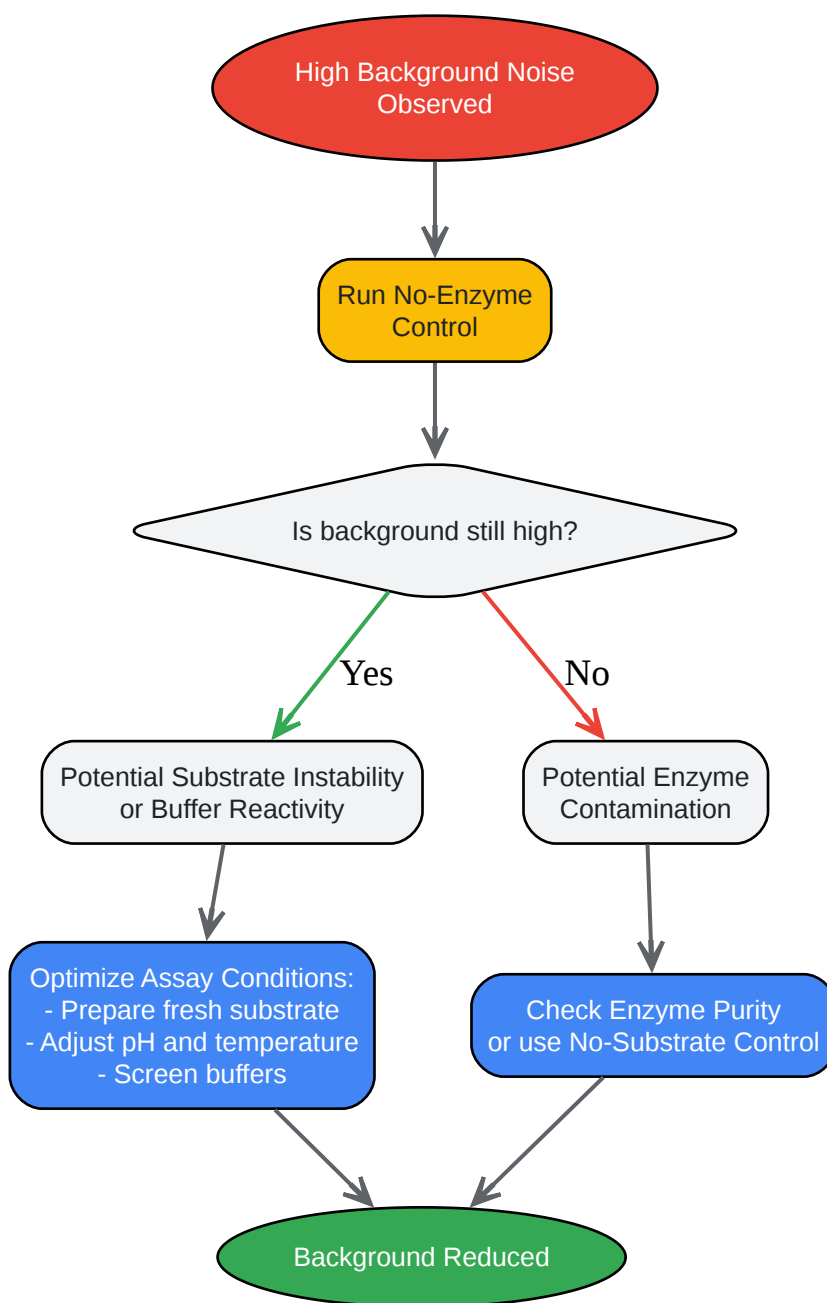 High Background Noise
Observed
Run No-Enzyme
Control
Is background still high?
Yes
No
Potential Substrate Instability
or Buffer Reactivity
Potential Enzyme
Contamination
Optimize Assay Conditions:
- Prepare fresh substrate
- Adjust pH and temperature
- Screen buffers
Check Enzyme Purity
or use No-Substrate Control
Background Reduced